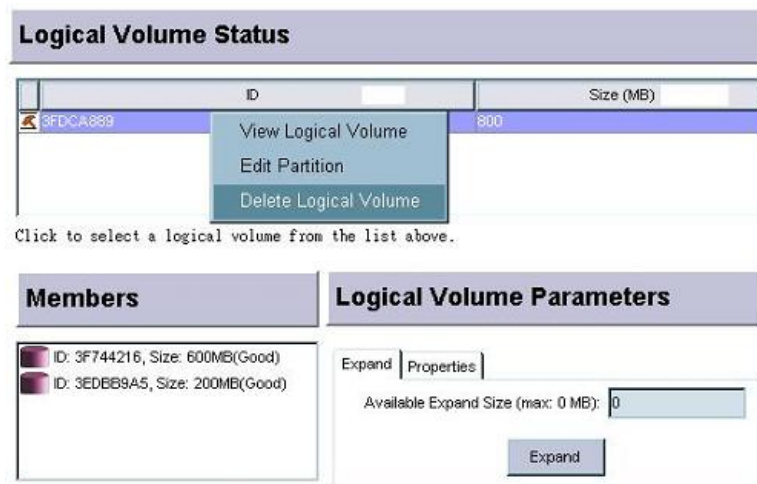 Logical Volume Status
ID Size (MB)
3FDCA889 800
View Logical Volume
Edit Partition
Delete Logical Volume
Click to select a logical volume from the list above.
Members
Logical Volume Parameters
ID: 3F744216, Size: 600MB(Good)
ID: 3EDBB9A5, Size: 200MB(Good)
Expand Properties
Available Expand Size (max: 0 MB): 0
Expand